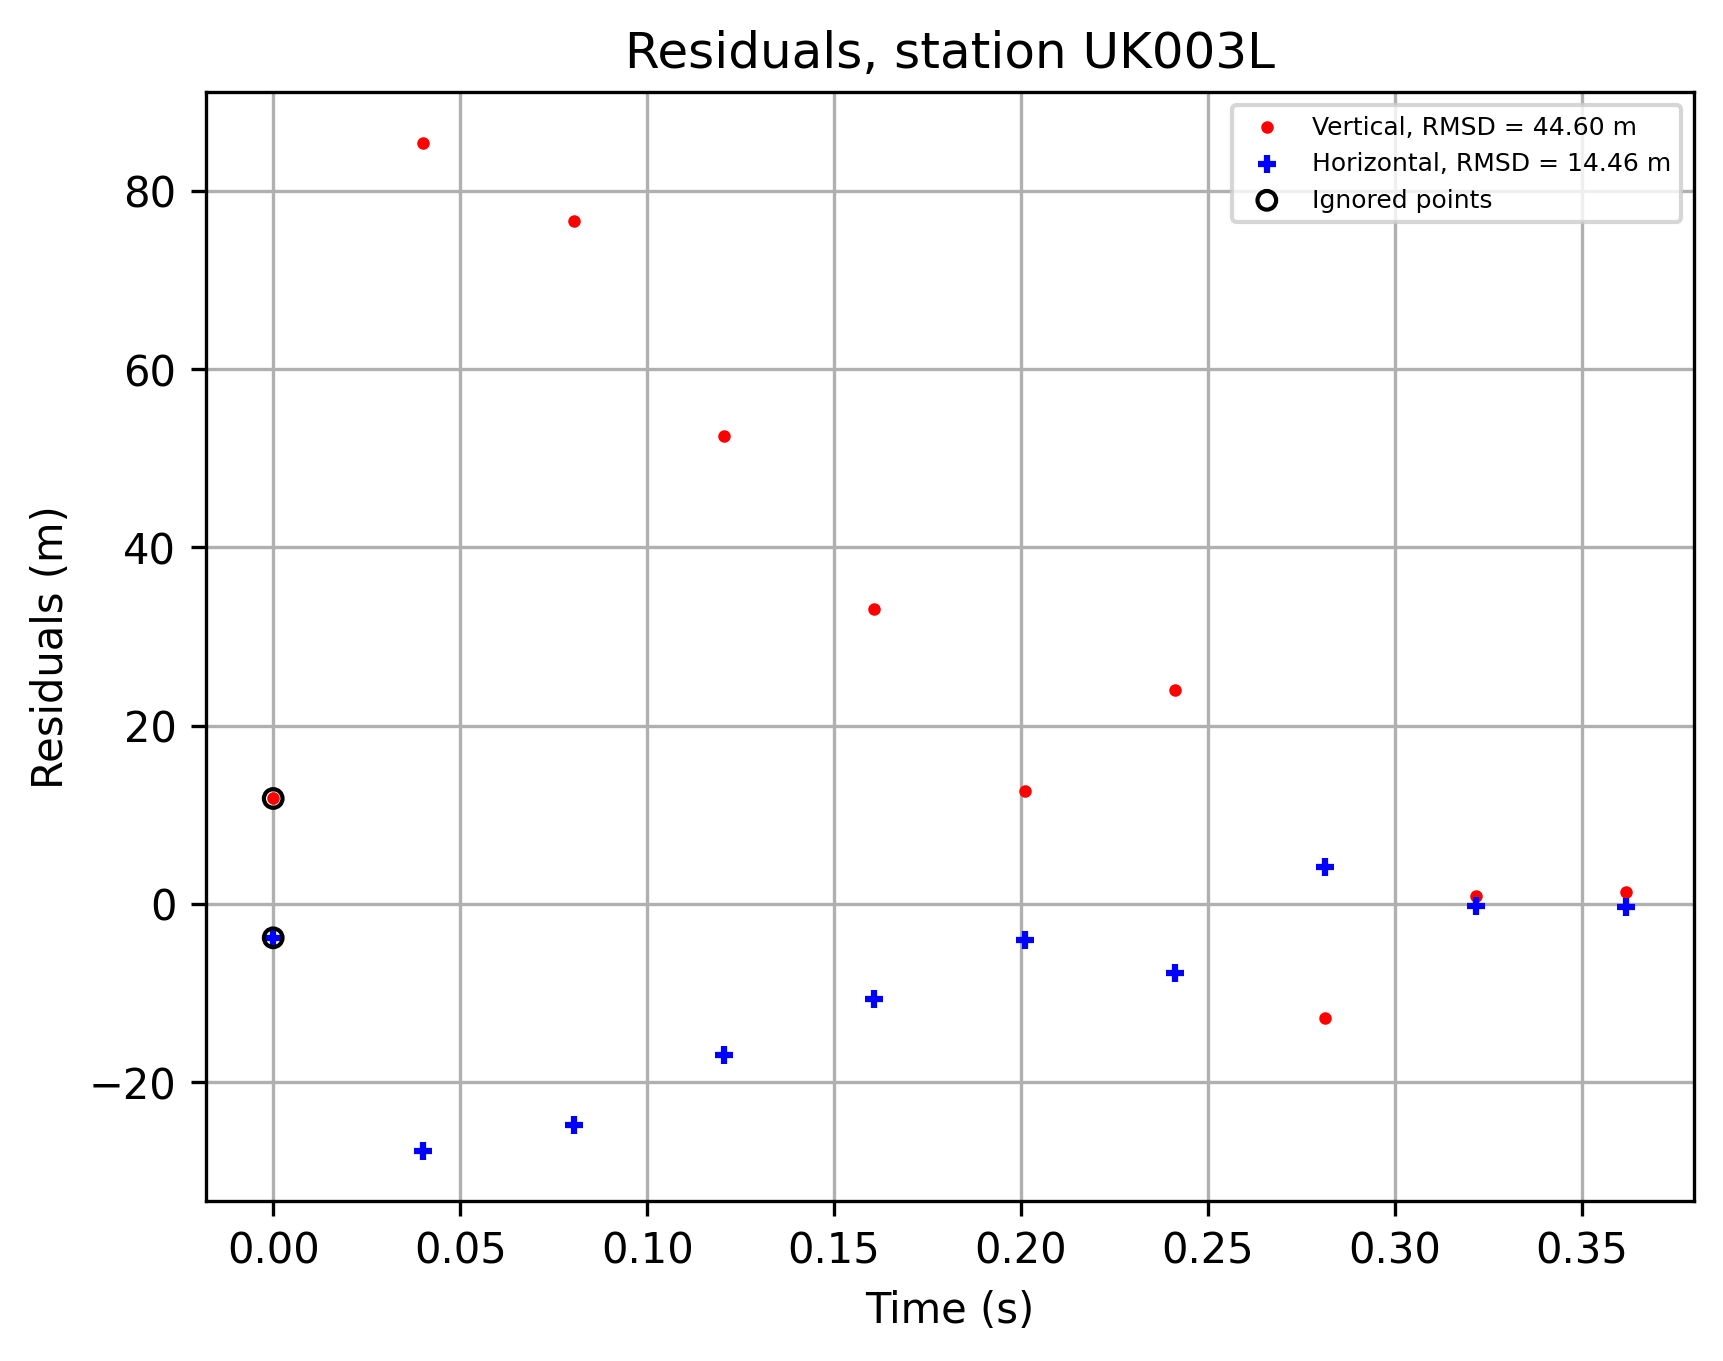 Residuals, station UK003L
Vertical, RMSD = 44.60 m
Horizontal, RMSD = 14.46 m
Ignored points
Residuals (m)
80
60
40
20
0
−20
0.00 0.05 0.10 0.15 0.20 0.25 0.30 0.35
Time (s)